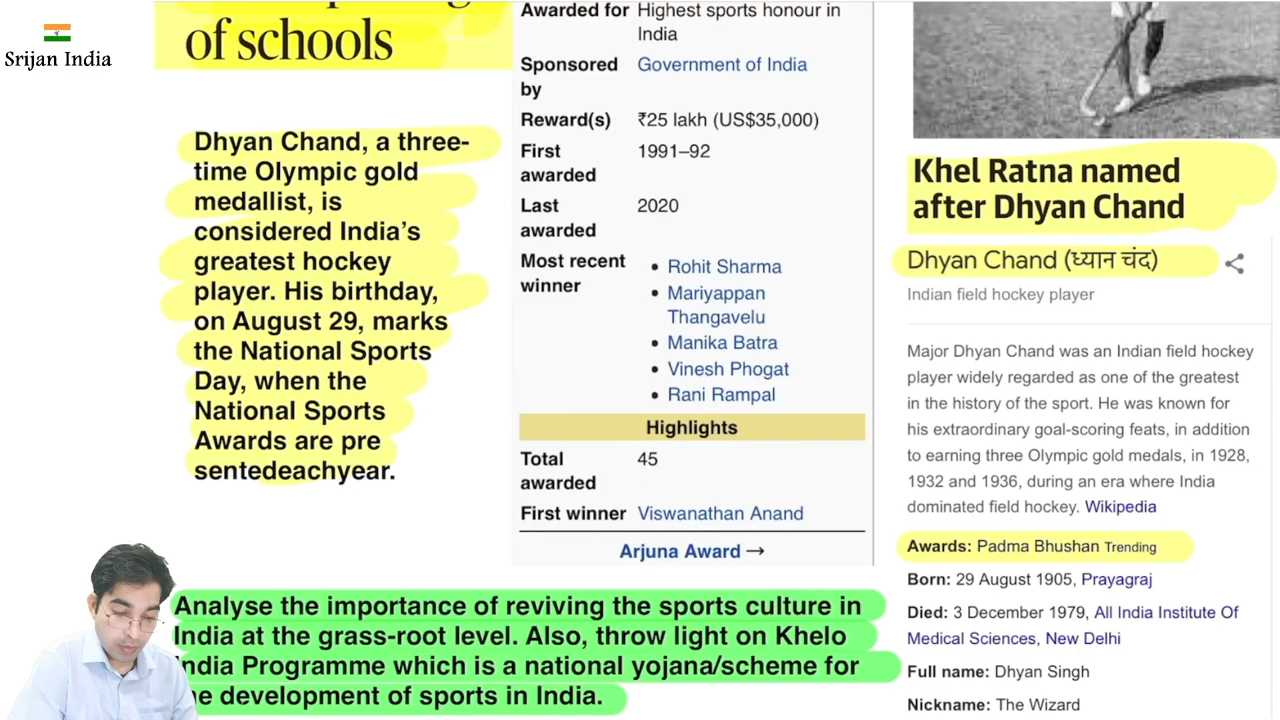 Srijan India
of schools
Dhyan Chand, a three-
time Olympic gold
medallist, is
considered India's
greatest hockey
player. His birthday,
on August 29, marks
the National Sports
Day, when the
National Sports
Awards are pre
sentedeachyear.
Awarded for Highest sports honour in
India
Sponsored Government of India
by
Reward(s) ₹25 lakh (US$35,000)
First 1991–92
awarded
Last 2020
awarded
Most recent
winner
• Rohit Sharma
• Mariyappan
Thangavelu
• Manika Batra
• Vinesh Phogat
• Rani Rampal
Highlights
Total 45
awarded
First winner Viswanathan Anand
Arjuna Award →
Khel Ratna named
after Dhyan Chand
Dhyan Chand (ध्यान चंद)
Indian field hockey player
Major Dhyan Chand was an Indian field hockey
player widely regarded as one of the greatest
in the history of the sport. He was known for
his extraordinary goal-scoring feats, in addition
to earning three Olympic gold medals, in 1928,
1932 and 1936, during an era where India
dominated field hockey. Wikipedia
Awards: Padma Bhushan Trending
Born: 29 August 1905, Prayagraj
Died: 3 December 1979, All India Institute Of
Medical Sciences, New Delhi
Full name: Dhyan Singh
Nickname: The Wizard
Analyse the importance of reviving the sports culture in
India at the grass-root level. Also, throw light on Khelo
ndia Programme which is a national yojana/scheme for
e development of sports in India.